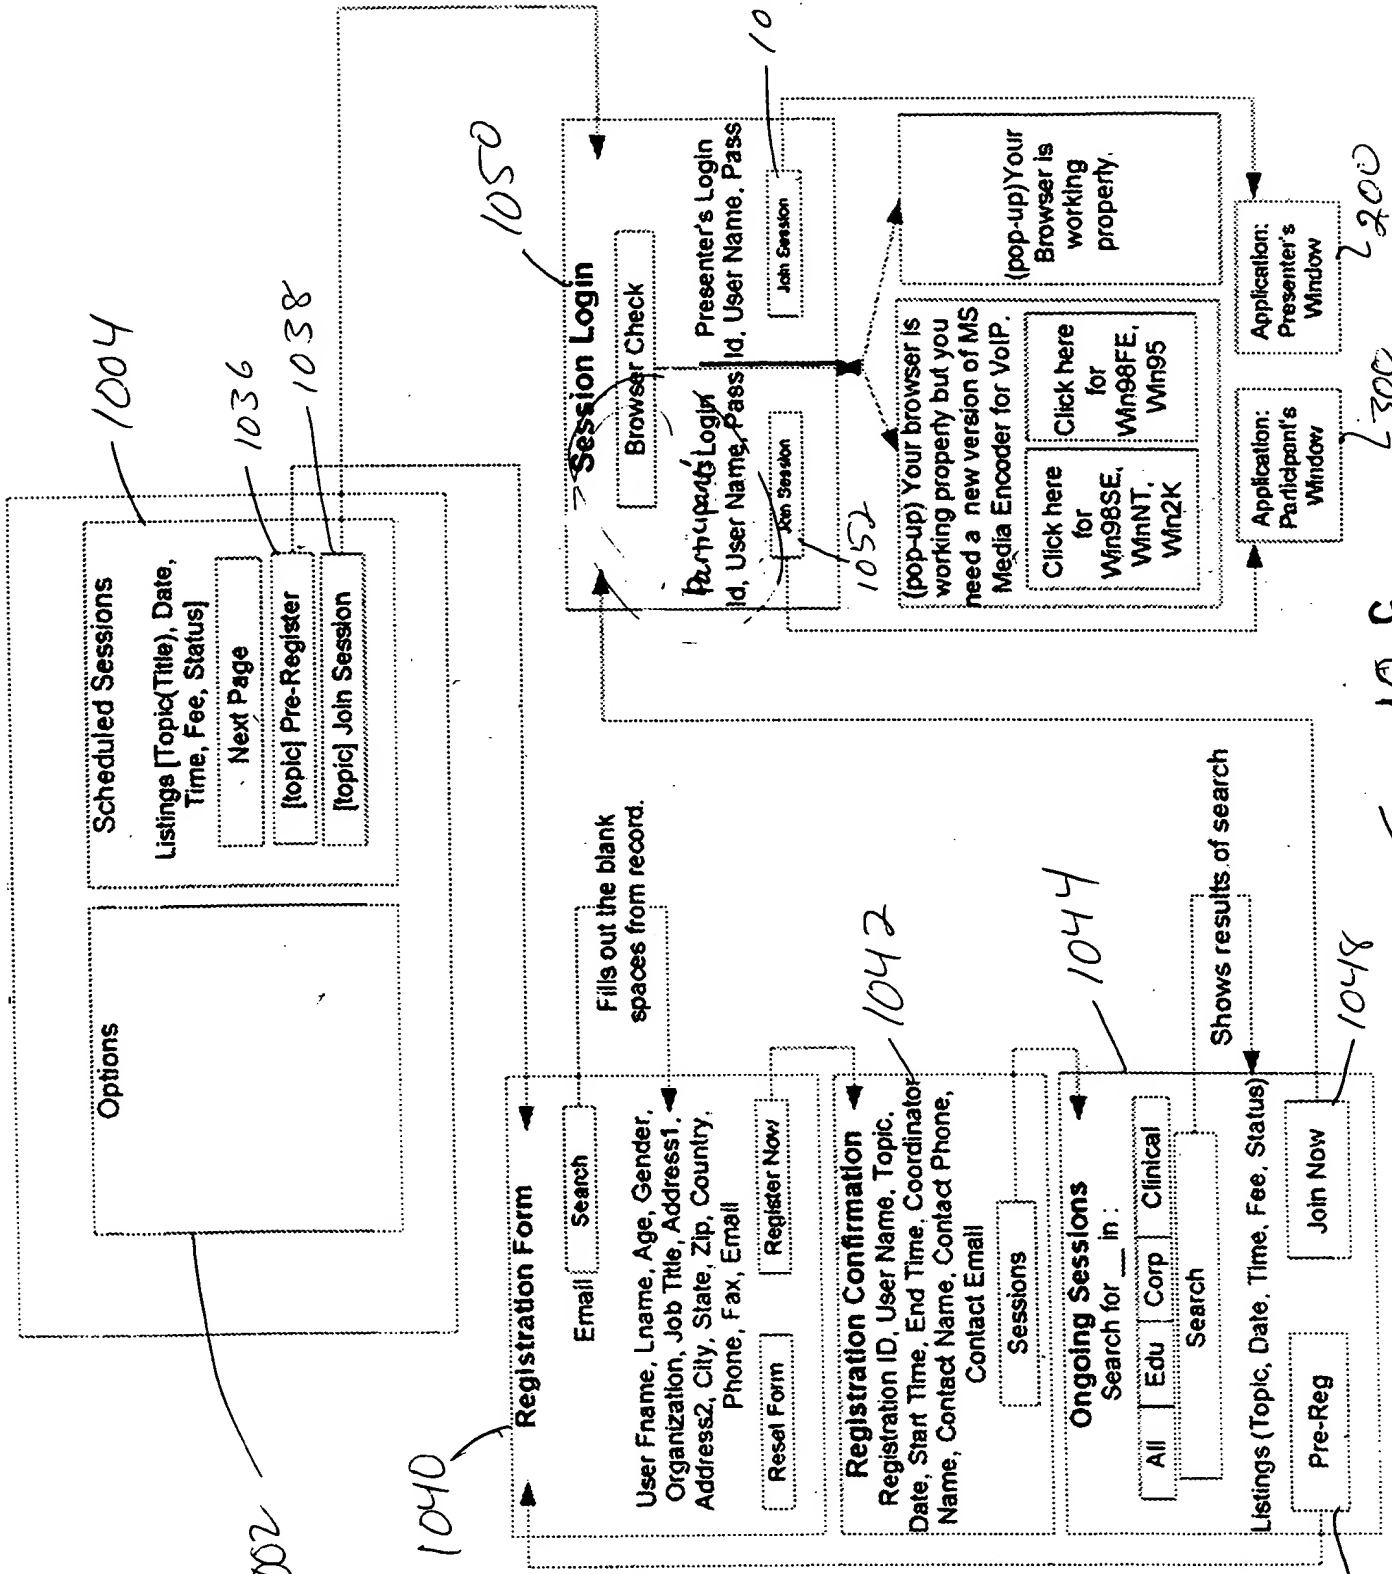 Options
Scheduled Sessions
Listings [Topic(Title), Date,
Time, Fee, Status]
Next Page
[topic] Pre-Register
[topic] Join Session
1004
1036
1038
002
1040
Registration Form
Email
Search
Fills out the blank
spaces from record.
User Fname, Lname, Age, Gender,
Organization, Job Title, Address1,
Address2, City, State, Zip, Country,
Phone, Fax, Email
Reset Form
Register Now
Registration Confirmation
1042
Registration ID, User Name, Topic,
Date, Start Time, End Time, Coordinator
Name, Contact Name, Contact Phone,
Contact Email
Sessions
Ongoing Sessions
1044
Search for __ in :
All
Edu
Corp
Clinical
Search
Shows results of search
Listings (Topic, Date, Time, Fee, Status)
Pre-Reg
Join Now
1048
1050
Session Login
Browser Check
Participant's Login
Id, User Name, Pass
Presenter's Login
Id, User Name, Pass
Join Session
Join Session
1052
10
(pop-up) Your browser is
working properly but you
need a new version of MS
Media Encoder for VoIP.
Click here
for
Win98SE,
WinNT,
Win2K
Click here
for
Win98FE,
Win95
(pop-up)Your
Browser is
working
properly.
Application:
Participant's
Window
300
Application:
Presenter's
Window
200